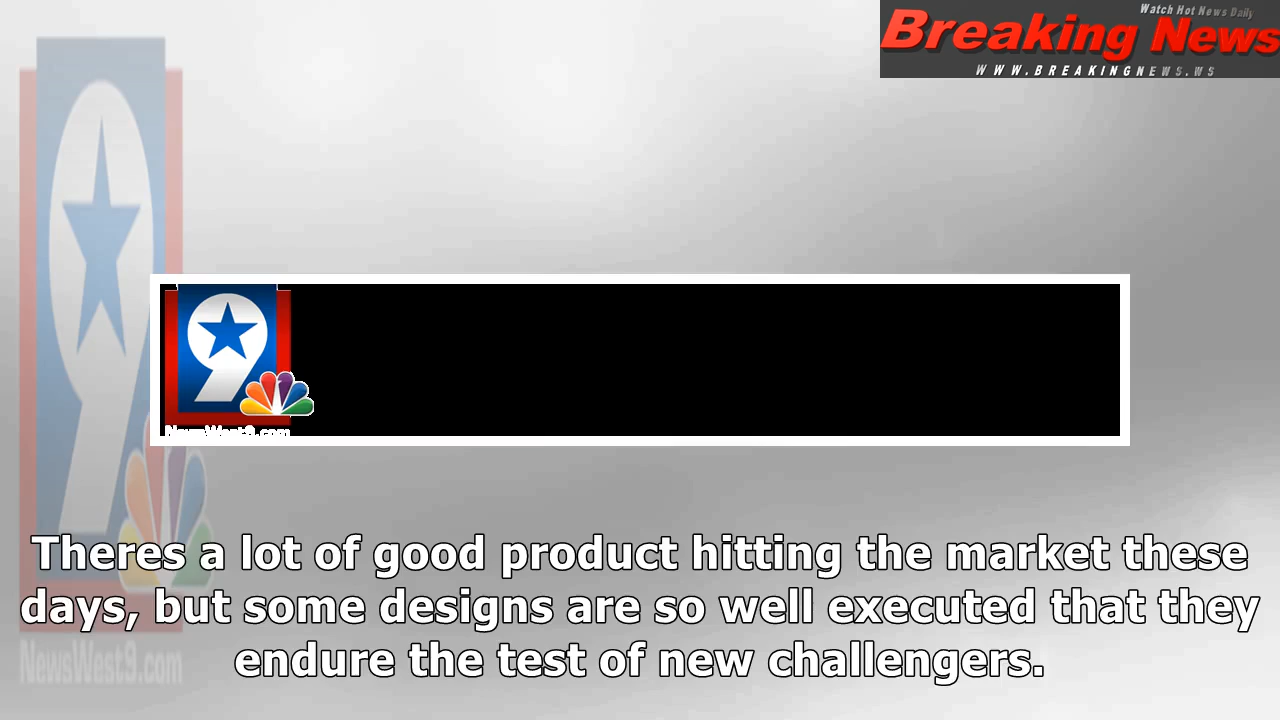 Watch Hot News Daily
Breaking News
WWW.BREAKINGNEWS.WS
9
9
NewsWest9.com
NewsWest9.com
Theres a lot of good product hitting the market these
days, but some designs are so well executed that they
endure the test of new challengers.